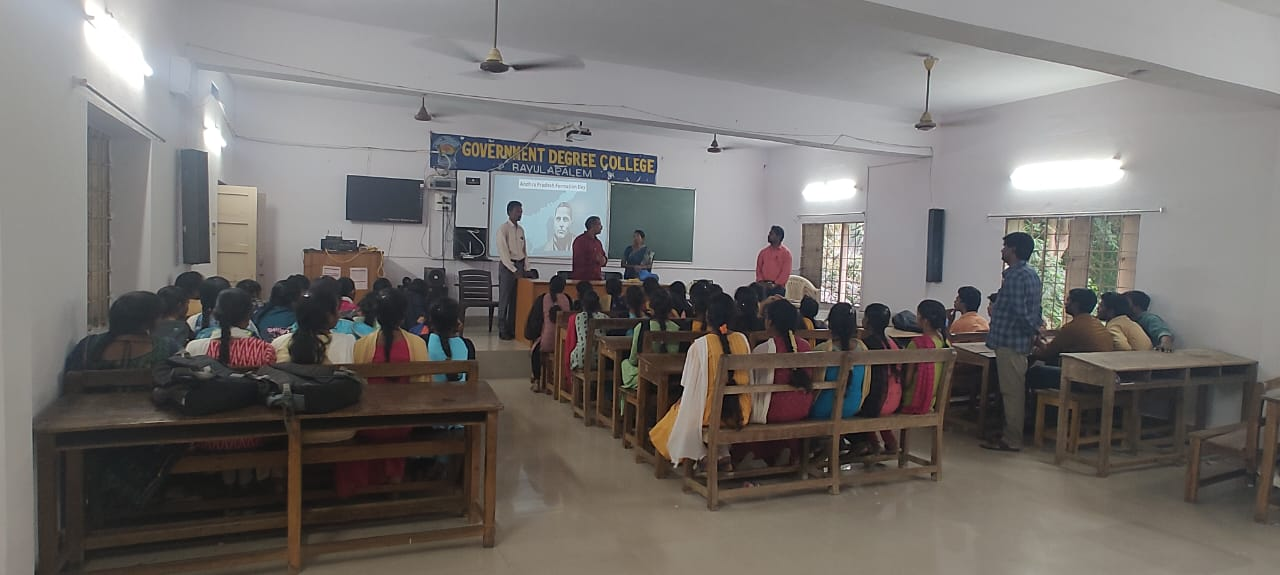 GOVERNMENT DEGREE COLLEGE
RAVULAPALEM
Andhra Pradesh Formation Day